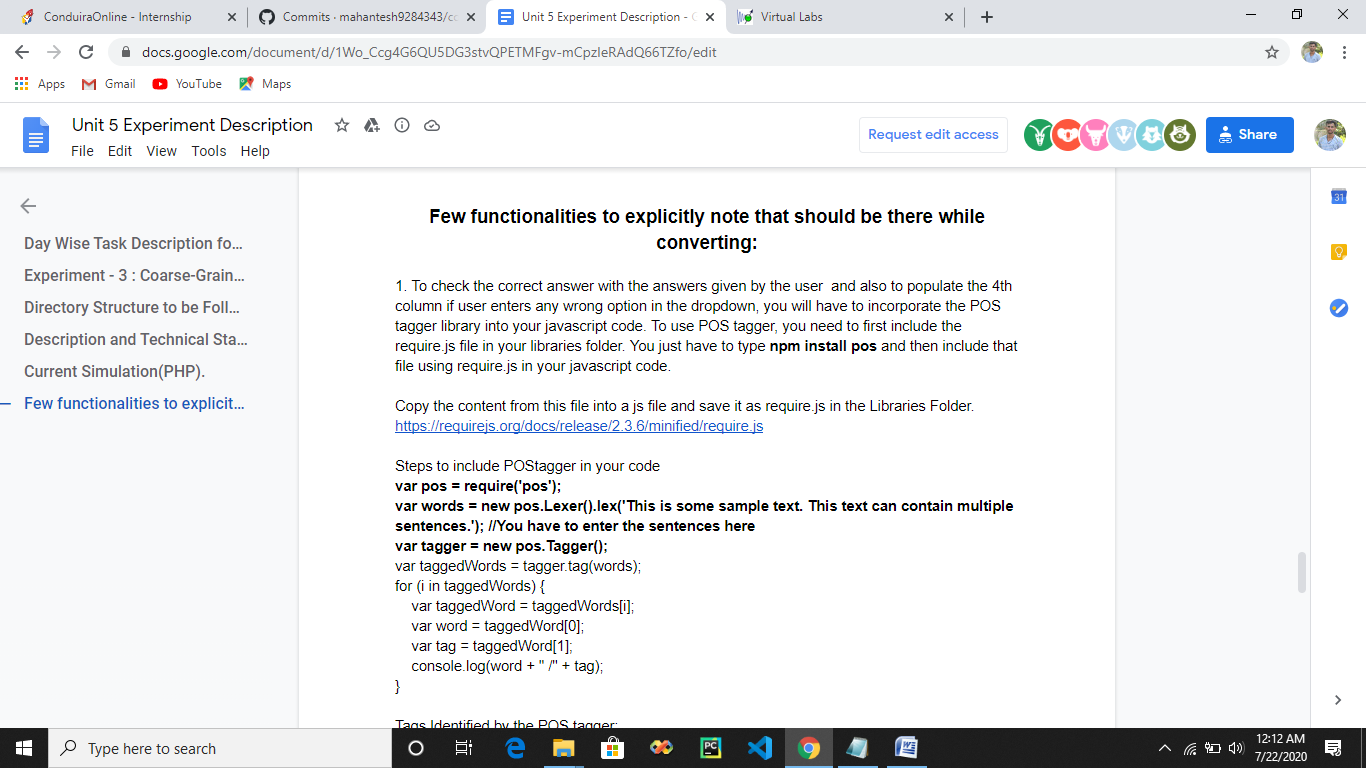 ConduiraOnline - Internship
Commits · mahantesh9284343/co
Unit 5 Experiment Description - G
Virtual Labs
docs.google.com/document/d/1Wo_Ccg4G6QU5DG3stvQPETMFgv-mCpzleRAdQ66TZfo/edit
Apps
Gmail
YouTube
Maps
Unit 5 Experiment Description
File Edit View Tools Help
Request edit access
Share
Day Wise Task Description fo...
Experiment - 3 : Coarse-Grain...
Directory Structure to be Foll...
Description and Technical Sta...
Current Simulation(PHP).
Few functionalities to explicit...
Few functionalities to explicitly note that should be there while
converting:
1. To check the correct answer with the answers given by the user  and also to populate the 4th
column if user enters any wrong option in the dropdown, you will have to incorporate the POS
tagger library into your javascript code. To use POS tagger, you need to first include the
require.js file in your libraries folder. You just have to type npm install pos and then include that
file using require.js in your javascript code.
Copy the content from this file into a js file and save it as require.js in the Libraries Folder.
https://requirejs.org/docs/release/2.3.6/minified/require.js
Steps to include POStagger in your code
var pos = require('pos');
var words = new pos.Lexer().lex('This is some sample text. This text can contain multiple
sentences.'); //You have to enter the sentences here
var tagger = new pos.Tagger();
var taggedWords = tagger.tag(words);
for (i in taggedWords) {
    var taggedWord = taggedWords[i];
    var word = taggedWord[0];
    var tag = taggedWord[1];
    console.log(word + " /" + tag);
}
Tags Identified by the POS tagger:
31
Type here to search
PC
12:12 AM
7/22/2020